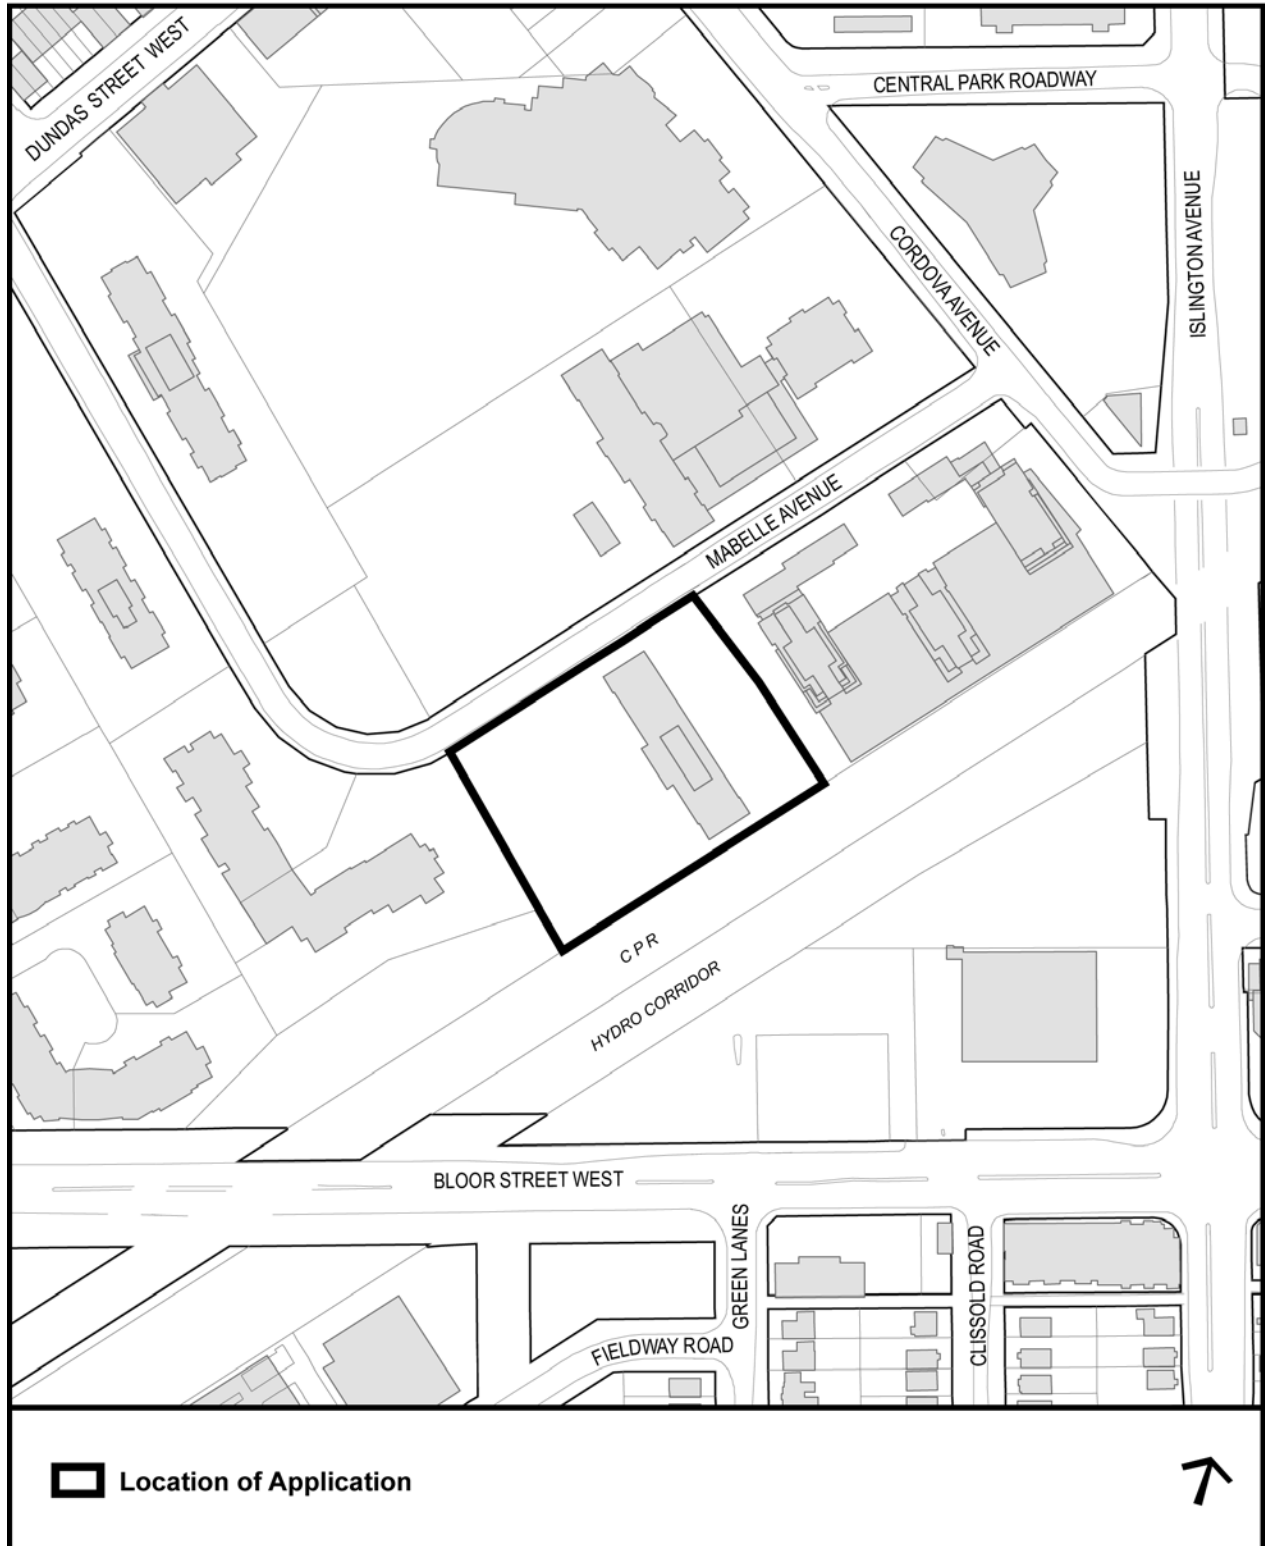 DUNDAS STREET WEST
CENTRAL PARK ROADWAY
ISLINGTON AVENUE
CORDOVA AVENUE
MABELLE AVENUE
C P R
HYDRO CORRIDOR
BLOOR STREET WEST
GREEN LANES
CLISSOLD ROAD
FIELDWAY ROAD
Location of Application